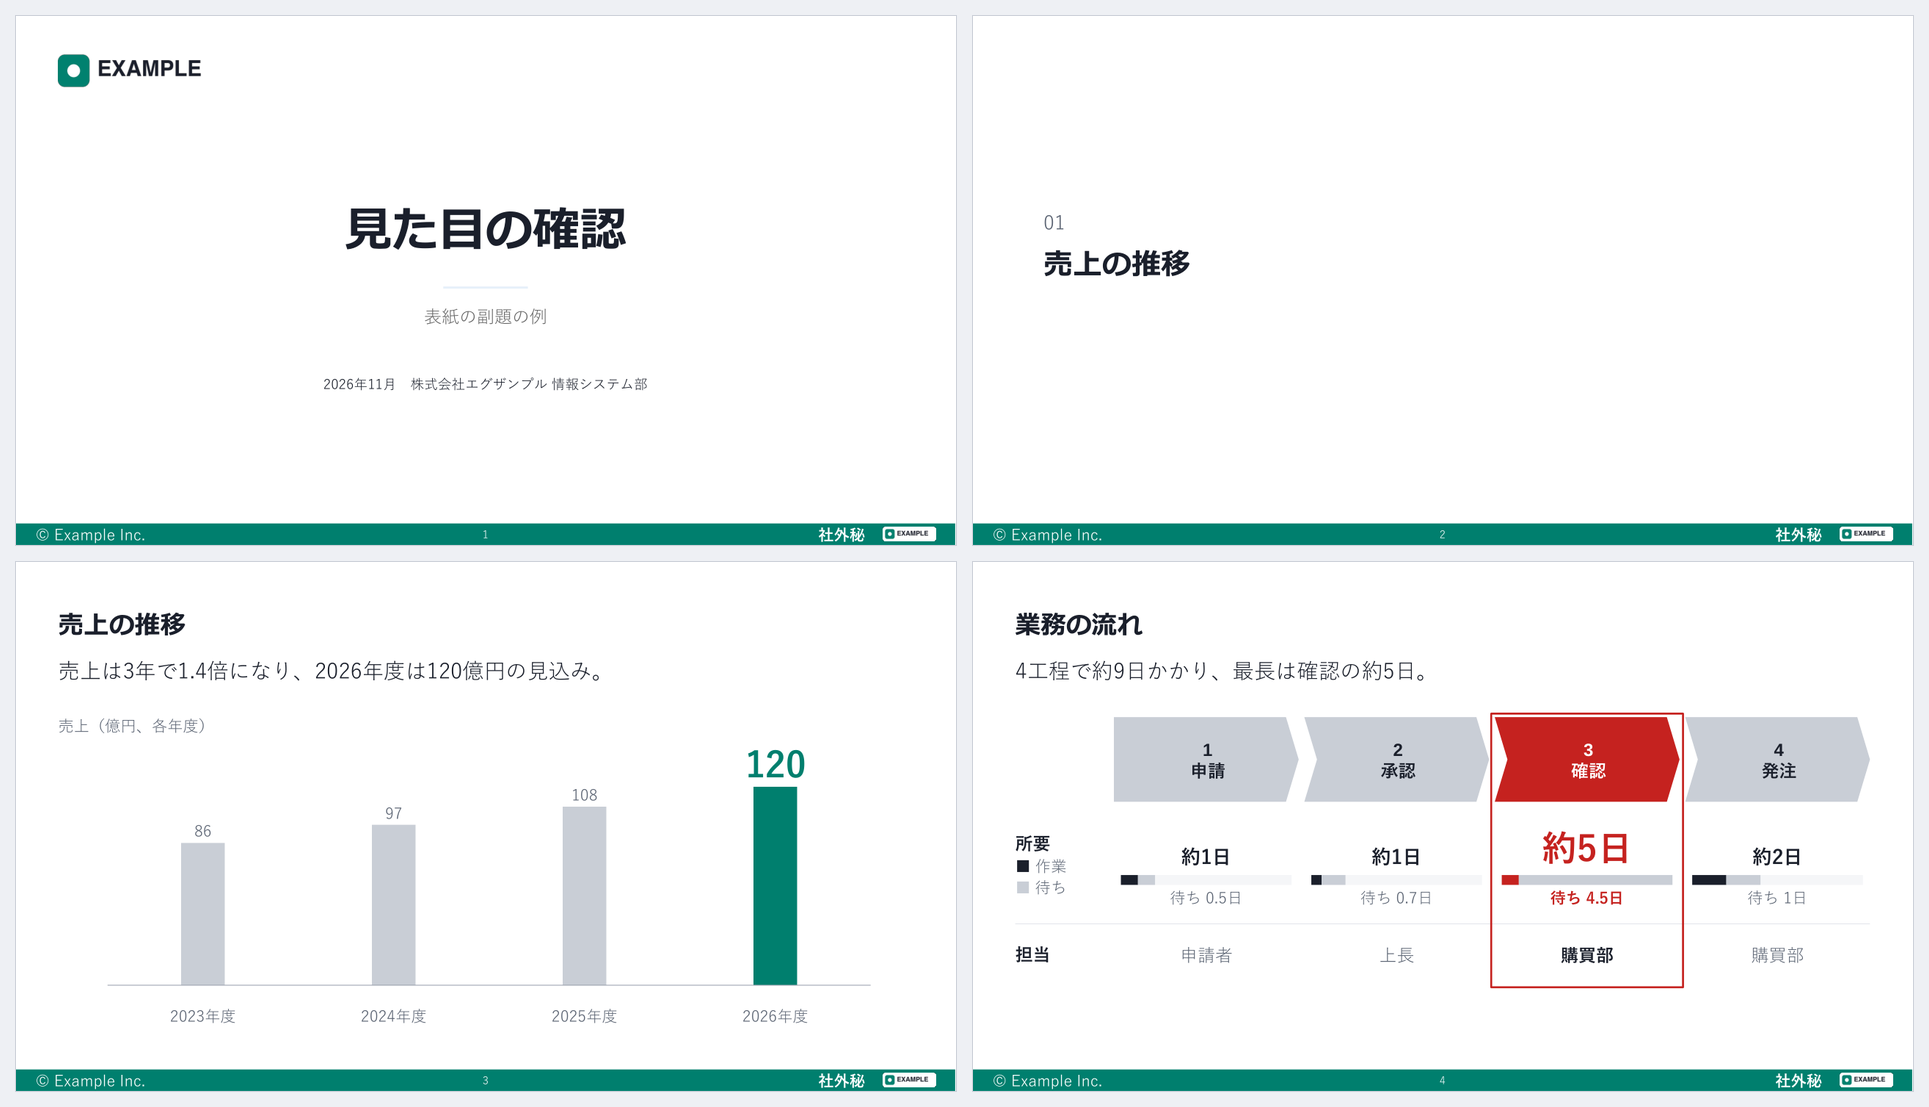 EXAMPLE
見た目の確認
表紙の副題の例
2026年11月　株式会社エグザンプル 情報システム部
© Example Inc.
1
社外秘
EXAMPLE
01
売上の推移
© Example Inc.
2
社外秘
EXAMPLE
売上の推移
売上は3年で1.4倍になり、2026年度は120億円の見込み。
売上（億円、各年度）
86
97
108
120
2023年度
2024年度
2025年度
2026年度
© Example Inc.
3
社外秘
EXAMPLE
業務の流れ
4工程で約9日かかり、最長は確認の約5日。
1
申請
2
承認
3
確認
4
発注
所要
作業
待ち
約1日
待ち 0.5日
約1日
待ち 0.7日
約5日
待ち 4.5日
約2日
待ち 1日
担当
申請者
上長
購買部
購買部
© Example Inc.
4
社外秘
EXAMPLE